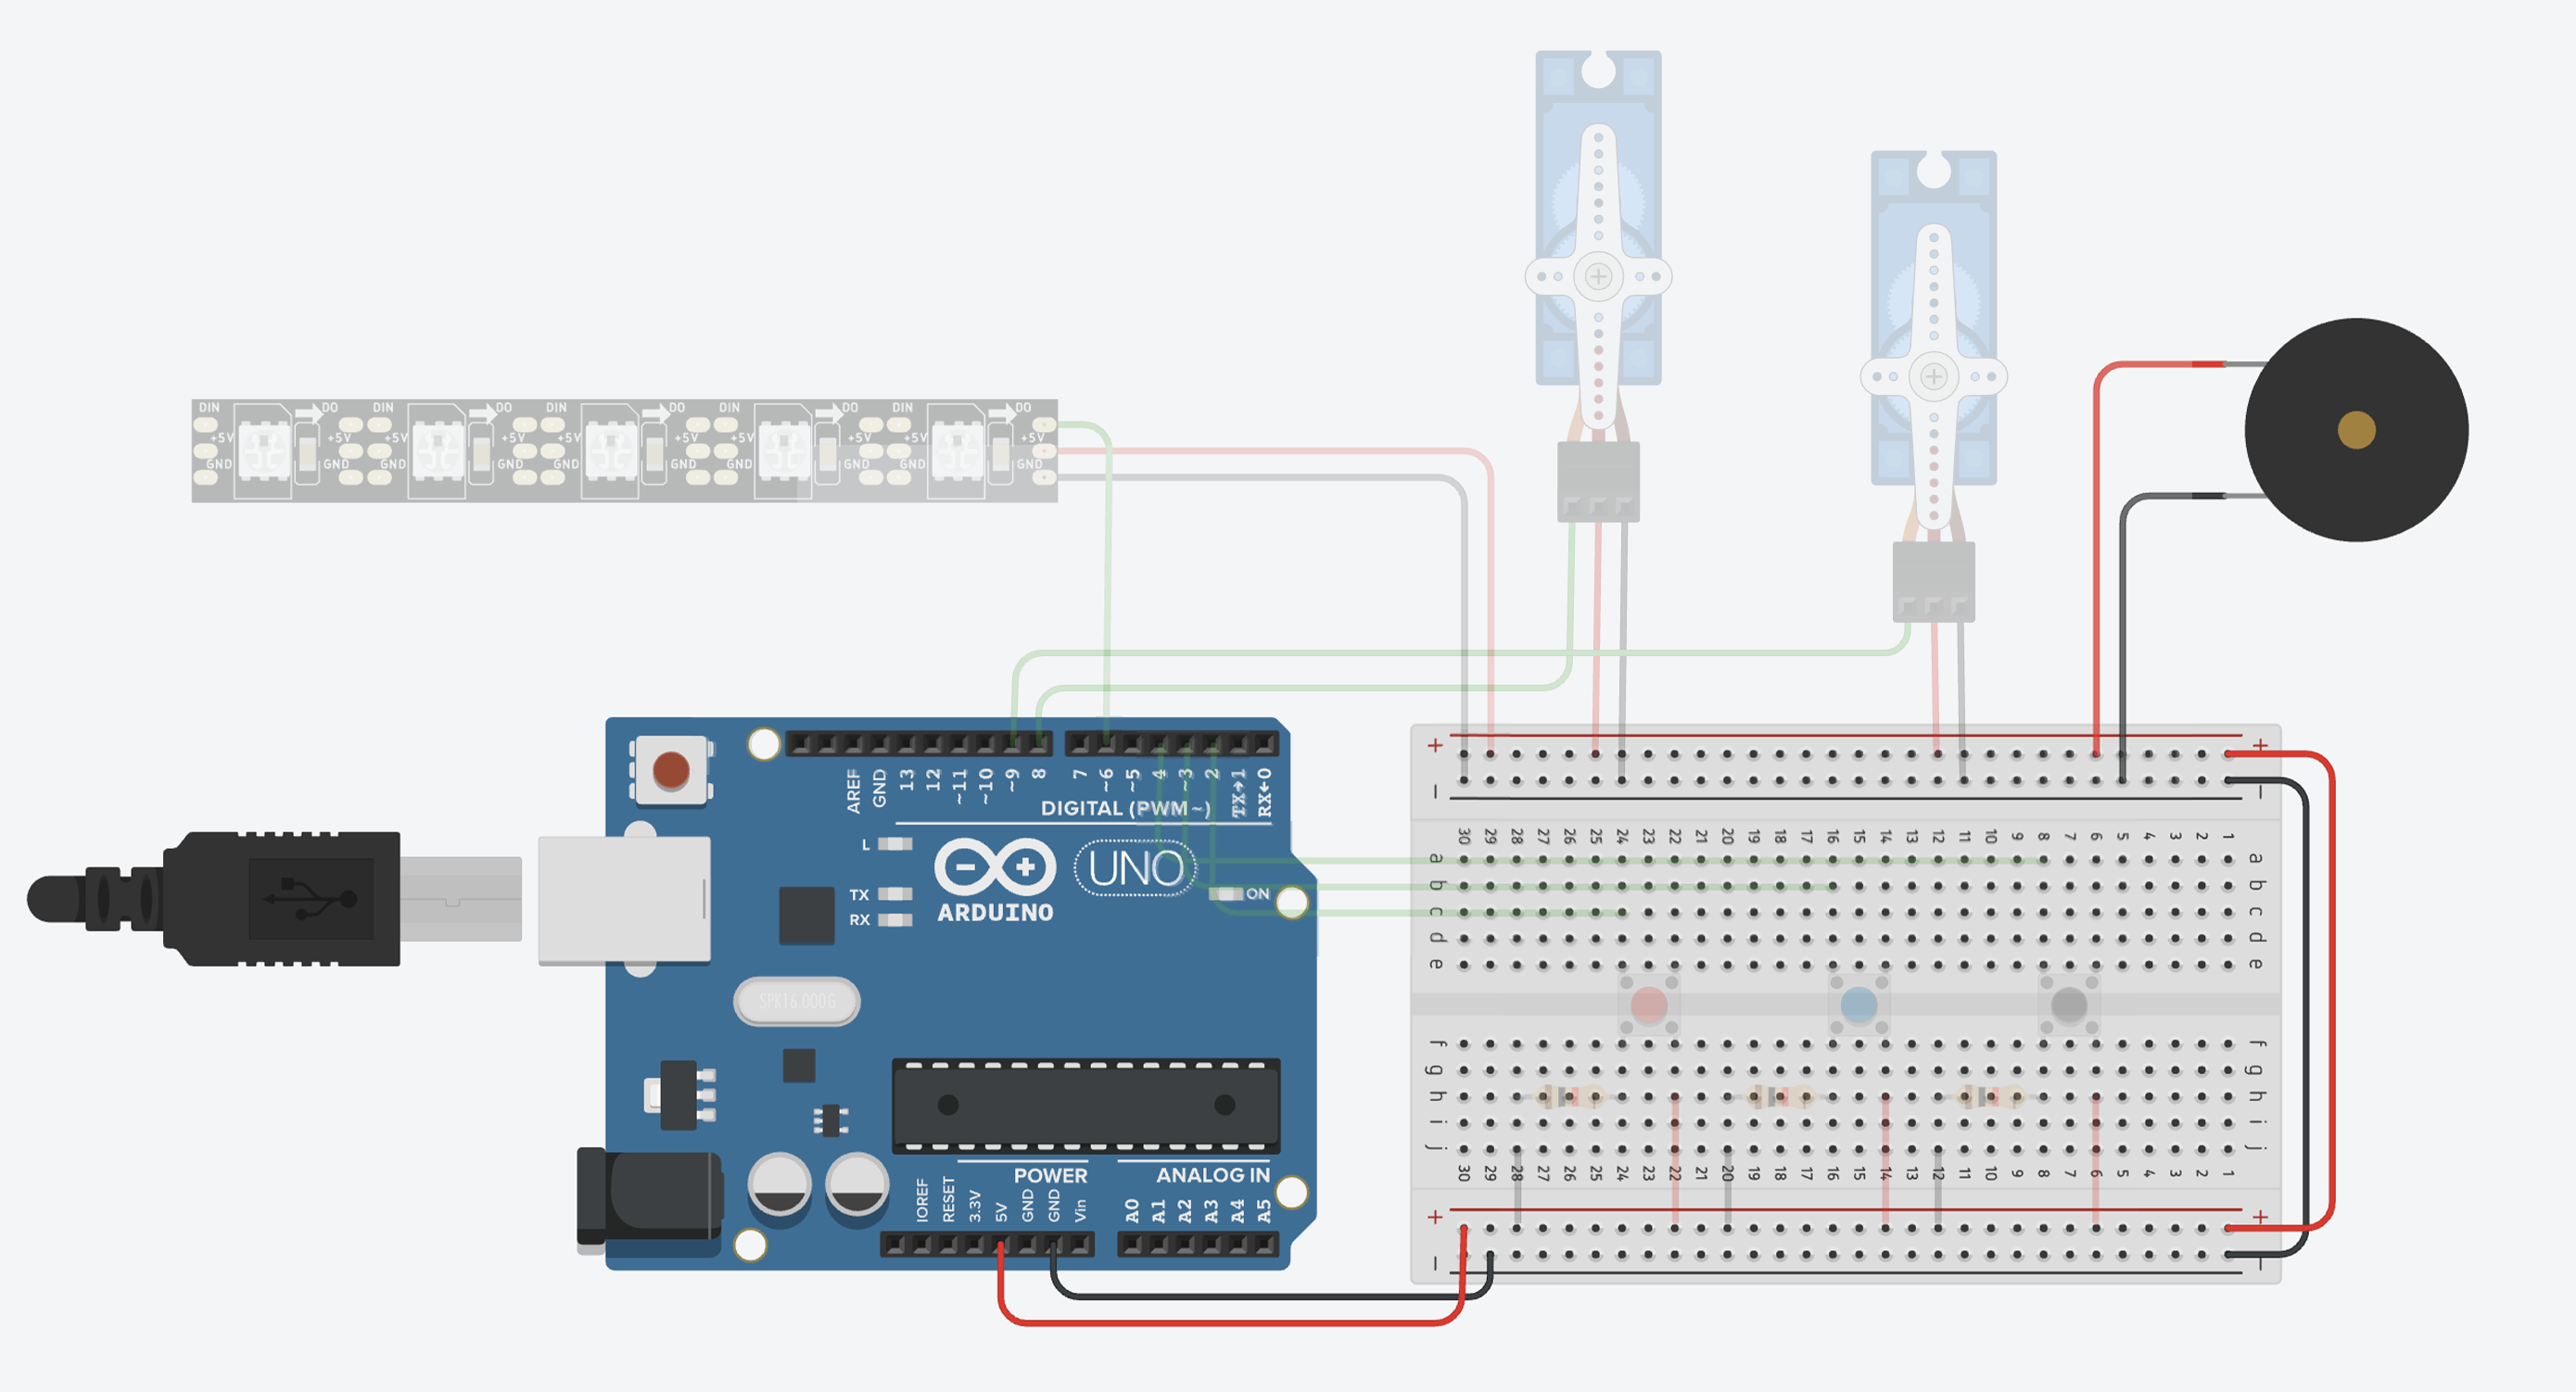 DIN DO DIN DO DIN DO DIN DO DIN DO
+5V +5V +5V +5V +5V +5V +5V +5V +5V
GND GND GND GND GND GND GND GND GND GND
AREF GND 13 12 ~11 ~10 ~9 8 7 ~6 ~5 4 ~3 2 TX→1 RX←0
DIGITAL (PWM ~)
L
UNO
TX
RX
ARDUINO
ON
SPK16.000G
POWER ANALOG IN
IOREF RESET 3.3V 5V GND GND Vin A0 A1 A2 A3 A4 A5
+ +
− −
30 29 28 27 26 25 24 23 22 21 20 19 18 17 16 15 14 13 12 11 10 9 8 7 6 5 4 3 2 1
a a
b b
c c
d d
e e
f f
g g
h h
i i
j j
30 29 28 27 26 25 24 23 22 21 20 19 18 17 16 15 14 13 12 11 10 9 8 7 6 5 4 3 2 1
+ +
− −